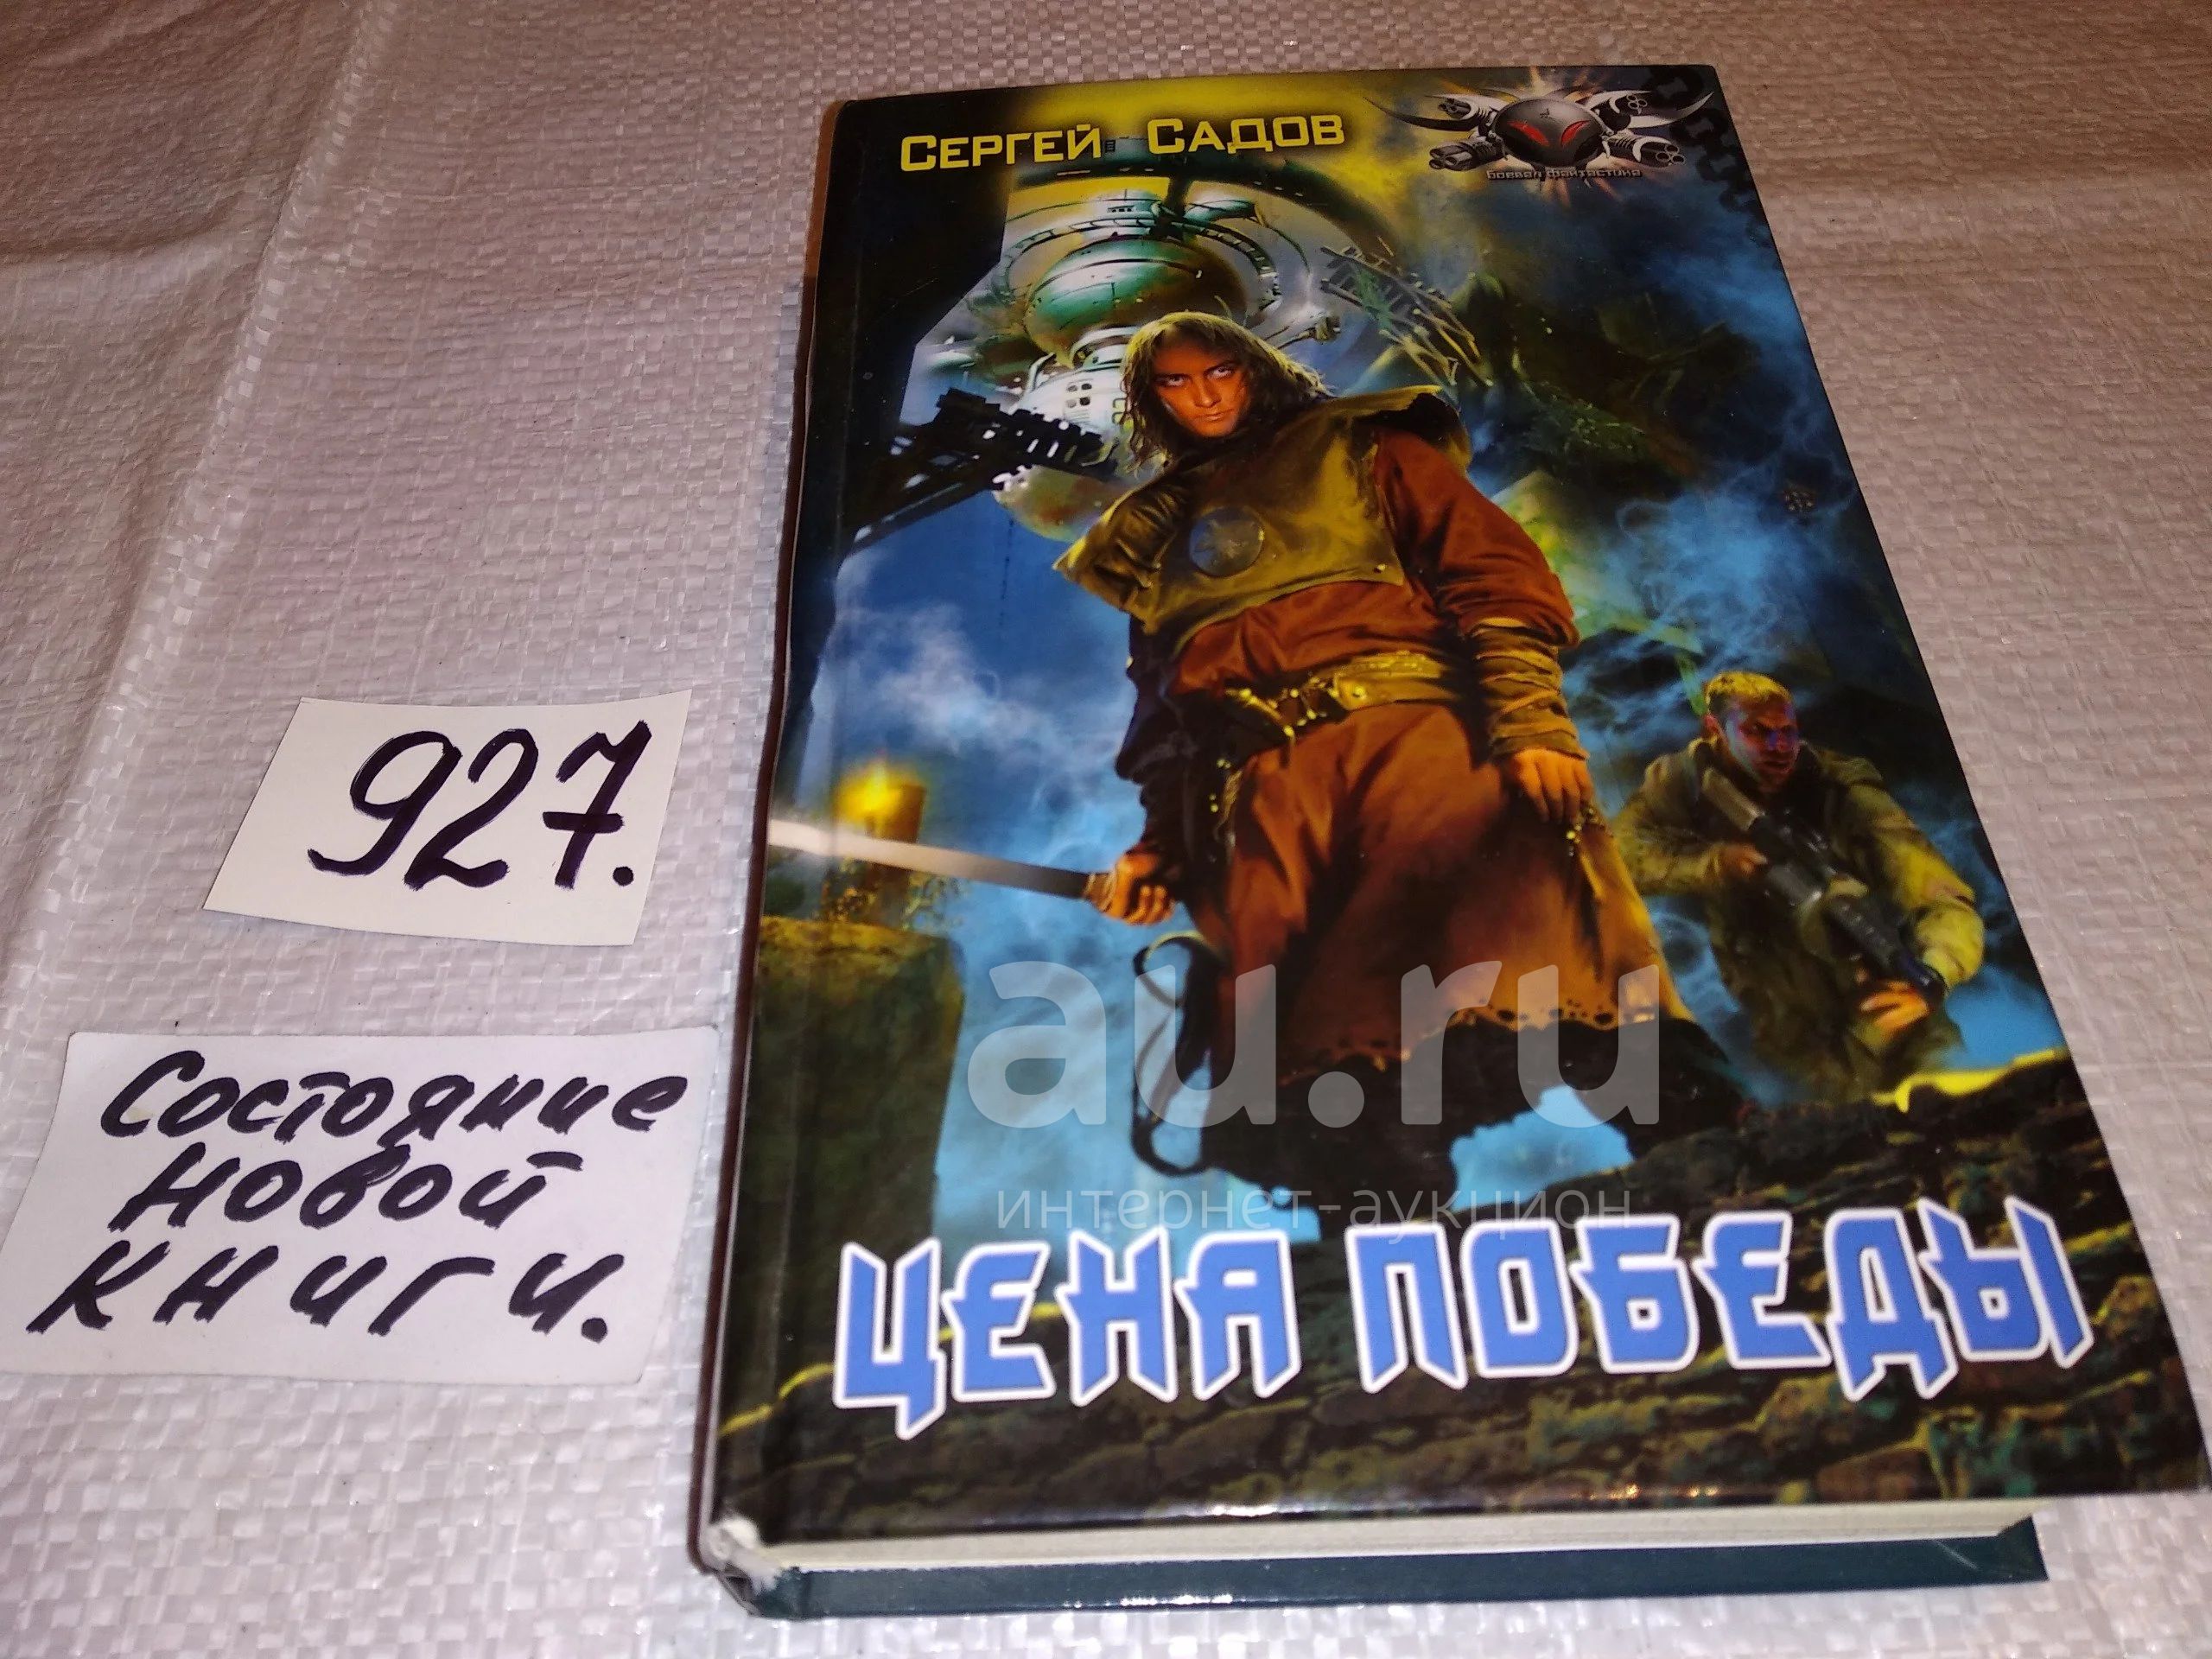 Сергей Садов
боевая фантастика
927.
Состояние
новой
книги.
au.ru
интернет-аукцион
ЦЕНА ПОБЕДЫ